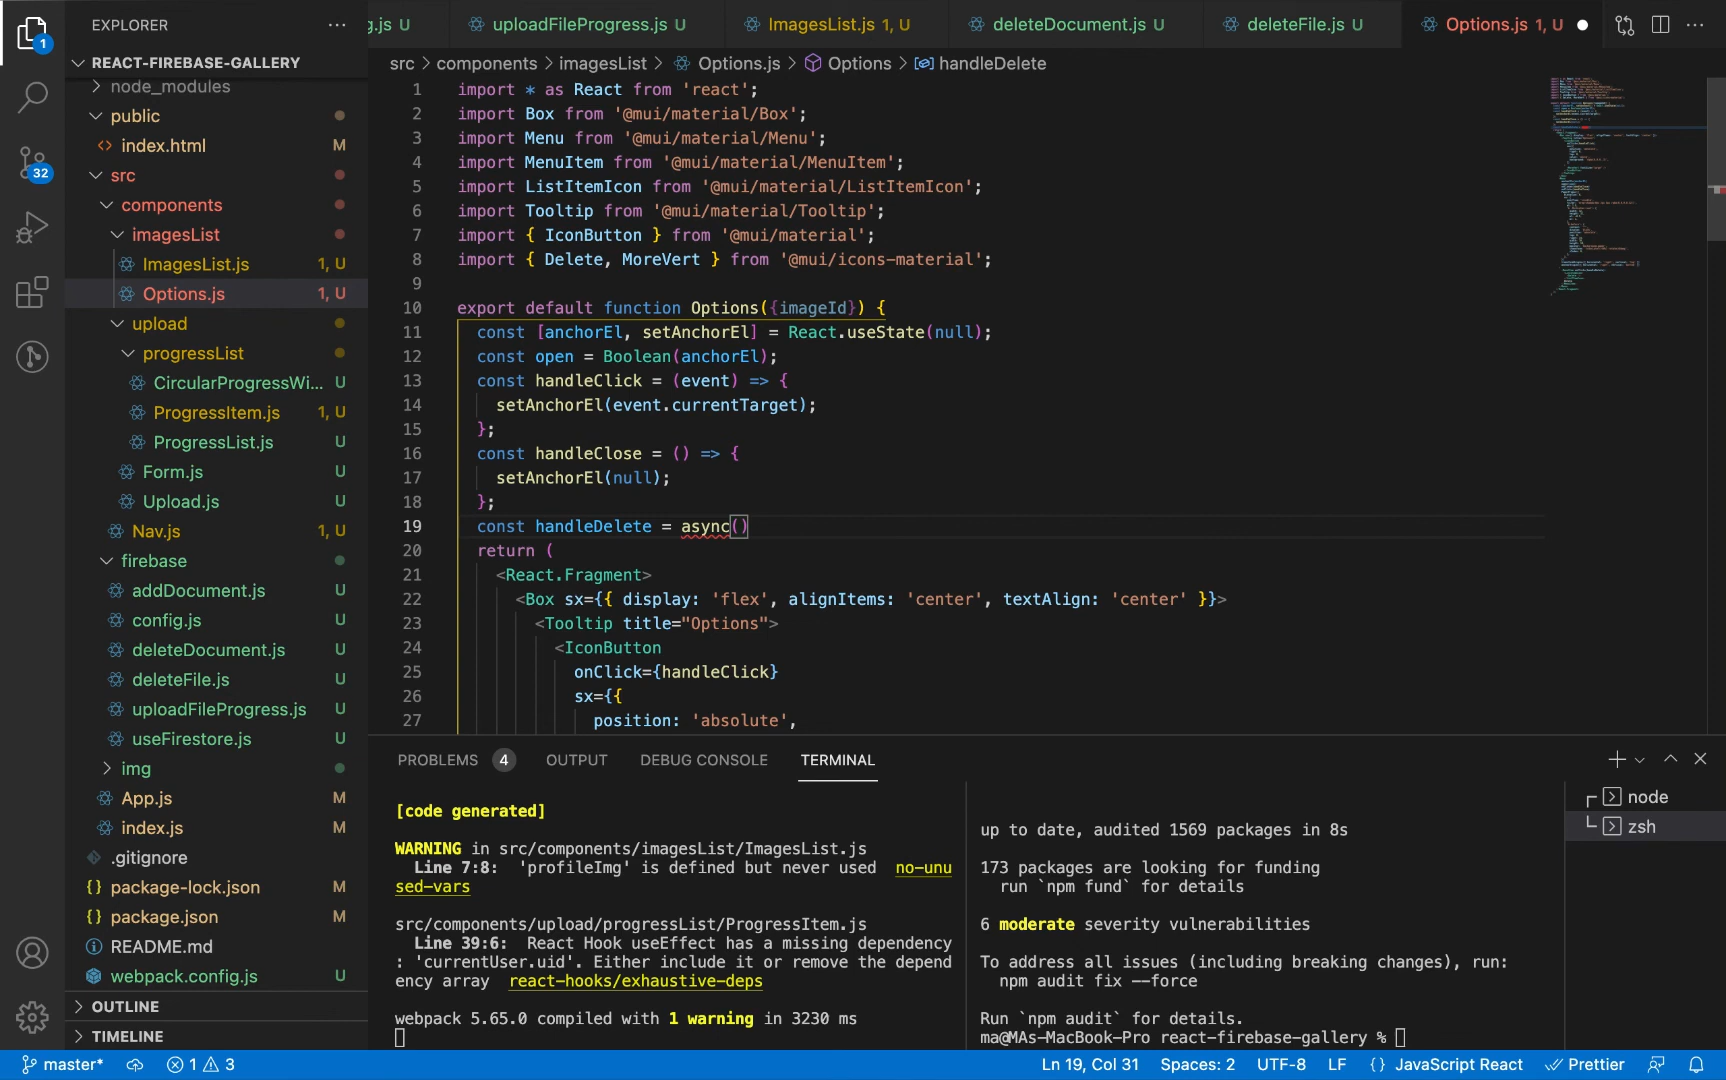 EXPLORER
REACT-FIREBASE-GALLERY
node_modules
public
index.html M
src
components
imagesList
ImagesList.js 1, U
Options.js 1, U
upload
progressList
CircularProgressWi... U
ProgressItem.js 1, U
ProgressList.js U
Form.js U
Upload.js U
Nav.js 1, U
firebase
addDocument.js U
config.js U
deleteDocument.js U
deleteFile.js U
uploadFileProgress.js U
useFirestore.js U
img
App.js M
index.js M
.gitignore
package-lock.json M
package.json M
README.md
webpack.config.js U
OUTLINE
TIMELINE
1
32
g.js U
uploadFileProgress.js U
ImagesList.js 1, U
deleteDocument.js U
deleteFile.js U
Options.js 1, U
src > components > imagesList > Options.js > Options > handleDelete
1 import * as React from 'react';
2 import Box from '@mui/material/Box';
3 import Menu from '@mui/material/Menu';
4 import MenuItem from '@mui/material/MenuItem';
5 import ListItemIcon from '@mui/material/ListItemIcon';
6 import Tooltip from '@mui/material/Tooltip';
7 import { IconButton } from '@mui/material';
8 import { Delete, MoreVert } from '@mui/icons-material';
9
10 export default function Options({imageId}) {
11 const [anchorEl, setAnchorEl] = React.useState(null);
12 const open = Boolean(anchorEl);
13 const handleClick = (event) => {
14 setAnchorEl(event.currentTarget);
15 };
16 const handleClose = () => {
17 setAnchorEl(null);
18 };
19 const handleDelete = async()
20 return (
21 <React.Fragment>
22 <Box sx={{ display: 'flex', alignItems: 'center', textAlign: 'center' }}>
23 <Tooltip title="Options">
24 <IconButton
25 onClick={handleClick}
26 sx={{
27 position: 'absolute',
PROBLEMS 4 OUTPUT DEBUG CONSOLE TERMINAL
[code generated]
WARNING in src/components/imagesList/ImagesList.js
Line 7:8: 'profileImg' is defined but never used no-unu
sed-vars
src/components/upload/progressList/ProgressItem.js
Line 39:6: React Hook useEffect has a missing dependency
: 'currentUser.uid'. Either include it or remove the depend
ency array react-hooks/exhaustive-deps
webpack 5.65.0 compiled with 1 warning in 3230 ms
up to date, audited 1569 packages in 8s
173 packages are looking for funding
run `npm fund` for details
6 moderate severity vulnerabilities
To address all issues (including breaking changes), run:
npm audit fix --force
Run `npm audit` for details.
ma@MAs-MacBook-Pro react-firebase-gallery %
node
zsh
master* 1 3
Ln 19, Col 31 Spaces: 2 UTF-8 LF {} JavaScript React Prettier